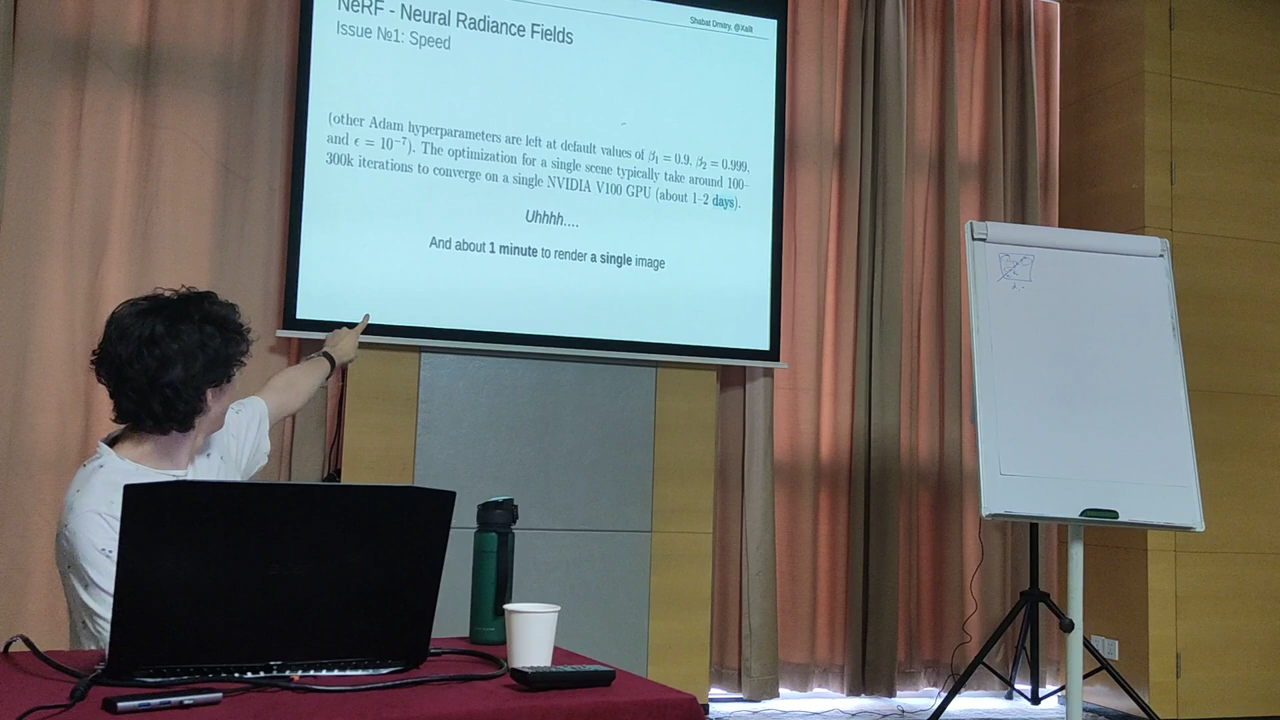 NeRF - Neural Radiance Fields
Shabat Dmitry, @Xallt
Issue №1: Speed
(other Adam hyperparameters are left at default values of β₁ = 0.9, β₂ = 0.999,
and ϵ = 10⁻⁷). The optimization for a single scene typically take around 100–
300k iterations to converge on a single NVIDIA V100 GPU (about 1–2 days).
Uhhhh....
And about 1 minute to render a single image